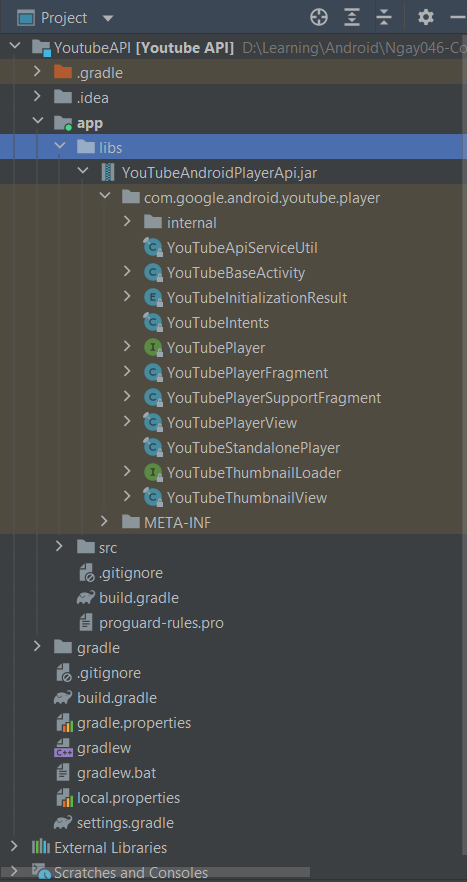 Project
YoutubeAPI [Youtube API] D:\Learning\Android\Ngay046-Co
.gradle
.idea
app
libs
YouTubeAndroidPlayerApi.jar
com.google.android.youtube.player
internal
YouTubeApiServiceUtil
YouTubeBaseActivity
E YouTubeInitializationResult
C YouTubeIntents
I YouTubePlayer
C YouTubePlayerFragment
C YouTubePlayerSupportFragment
C YouTubePlayerView
C YouTubeStandalonePlayer
I YouTubeThumbnailLoader
C YouTubeThumbnailView
META-INF
src
.gitignore
build.gradle
proguard-rules.pro
gradle
.gitignore
build.gradle
gradle.properties
C++ gradlew
gradlew.bat
local.properties
settings.gradle
External Libraries
Scratches and Consoles